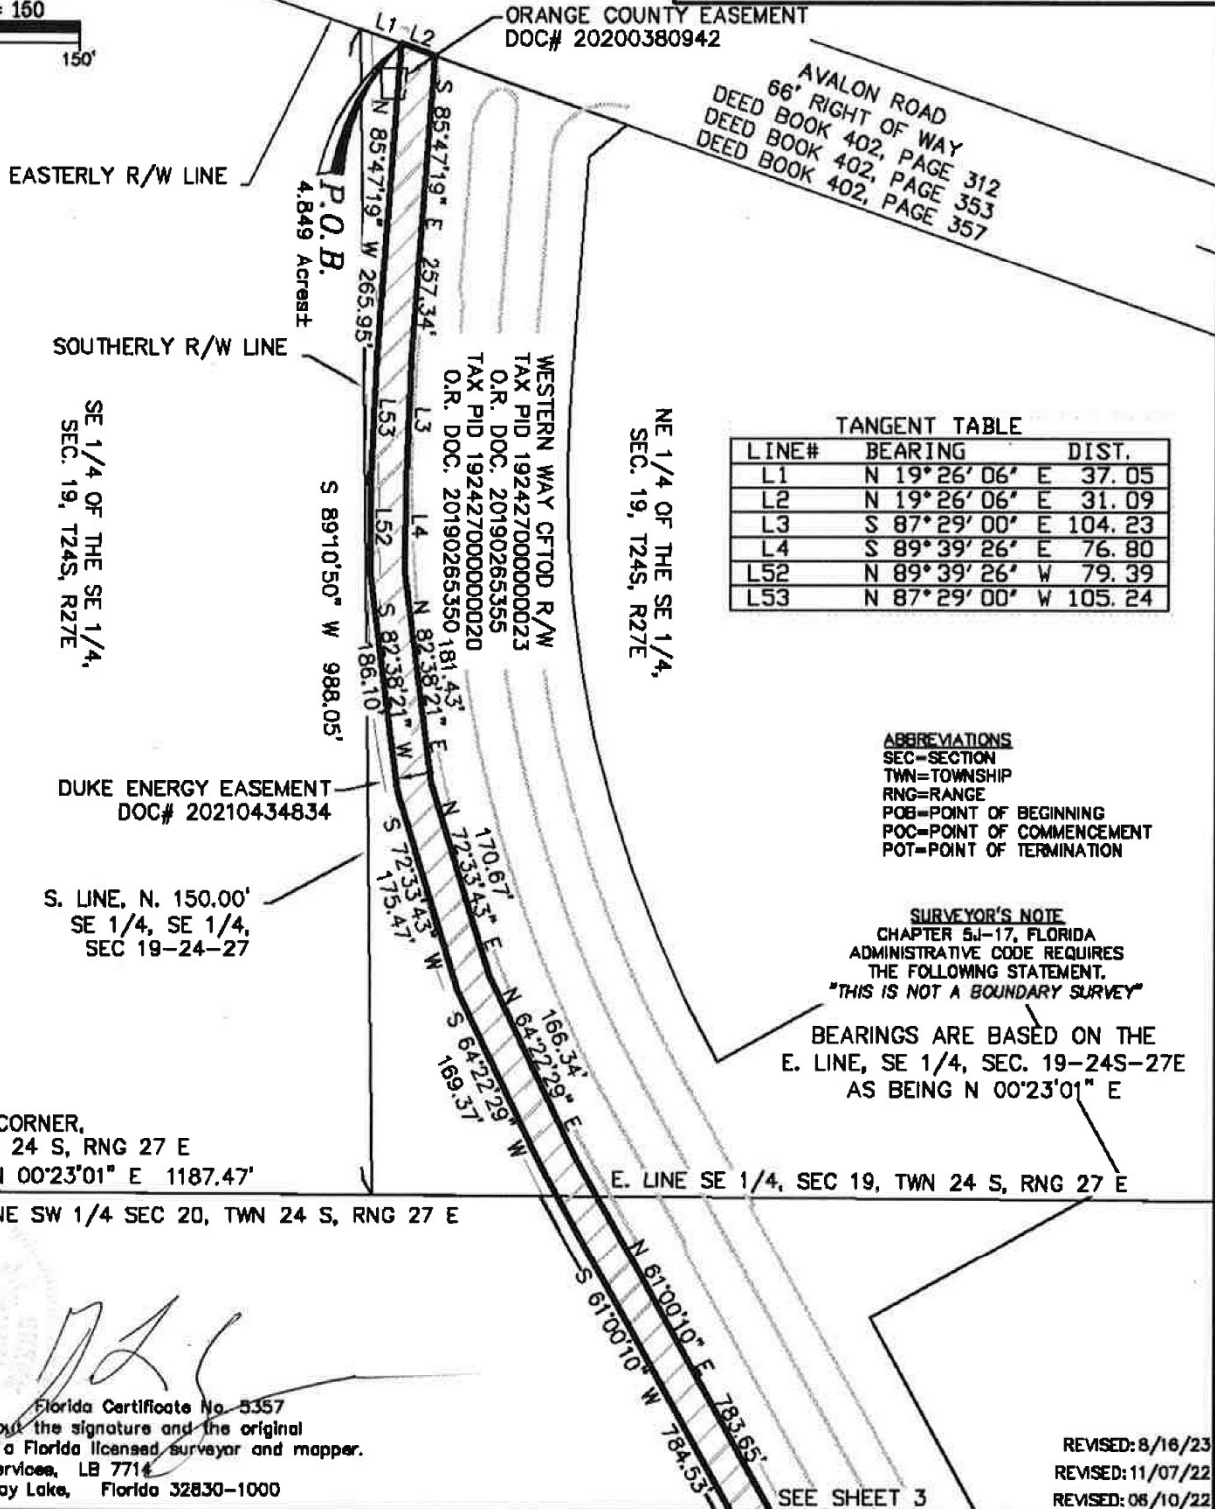 = 150
150'
L1
L2
ORANGE COUNTY EASEMENT
DOC# 20200380942
AVALON ROAD
66' RIGHT OF WAY
DEED BOOK 402, PAGE 312
DEED BOOK 402, PAGE 353
DEED BOOK 402, PAGE 357
EASTERLY R/W LINE
P.O.B.
4.849 Acres±
N 85°47'19" W 265.95'
S 85°47'19" E 257.34'
SOUTHERLY R/W LINE
L53
L3
L52
L4
WESTERN WAY CFTOD R/W
TAX PID 192427000000023
O.R. DOC. 20190265355
TAX PID 192427000000020
O.R. DOC. 20190265350
NE 1/4 OF THE SE 1/4,
SEC. 19, T24S, R27E
SE 1/4 OF THE SE 1/4,
SEC. 19, T24S, R27E
S 89°10'50" W 988.05'
TANGENT TABLE
LINE# BEARING DIST.
L1 N 19°26'06" E 37.05
L2 N 19°26'06" E 31.09
L3 S 87°29'00" E 104.23
L4 S 89°39'26" E 76.80
L52 N 89°39'26" W 79.39
L53 N 87°29'00" W 105.24
181.43'
N 82°38'21" E
S 82°38'21" W
186.10'
DUKE ENERGY EASEMENT
DOC# 20210434834
170.67'
N 72°33'43" E
S 72°33'43" W
175.47'
S. LINE, N. 150.00'
SE 1/4, SE 1/4,
SEC 19-24-27
ABBREVIATIONS
SEC=SECTION
TWN=TOWNSHIP
RNG=RANGE
POB=POINT OF BEGINNING
POC=POINT OF COMMENCEMENT
POT=POINT OF TERMINATION
SURVEYOR'S NOTE
CHAPTER 5J-17, FLORIDA
ADMINISTRATIVE CODE REQUIRES
THE FOLLOWING STATEMENT.
"THIS IS NOT A BOUNDARY SURVEY"
BEARINGS ARE BASED ON THE
E. LINE, SE 1/4, SEC. 19-24S-27E
AS BEING N 00°23'01" E
166.34'
N 64°22'29" E
S 64°22'29" W
169.37'
CORNER,
24 S, RNG 27 E
N 00°23'01" E 1187.47'
E. LINE SE 1/4, SEC 19, TWN 24 S, RNG 27 E
NE SW 1/4 SEC 20, TWN 24 S, RNG 27 E
N 61°00'10" E 783.65'
S 61°00'10" W 784.53'
Florida Certificate No. 5357
out the signature and the original
a Florida licensed surveyor and mapper.
ervices, LB 7714
ay Lake, Florida 32830-1000
SEE SHEET 3
REVISED: 8/16/23
REVISED: 11/07/22
REVISED: 06/10/22